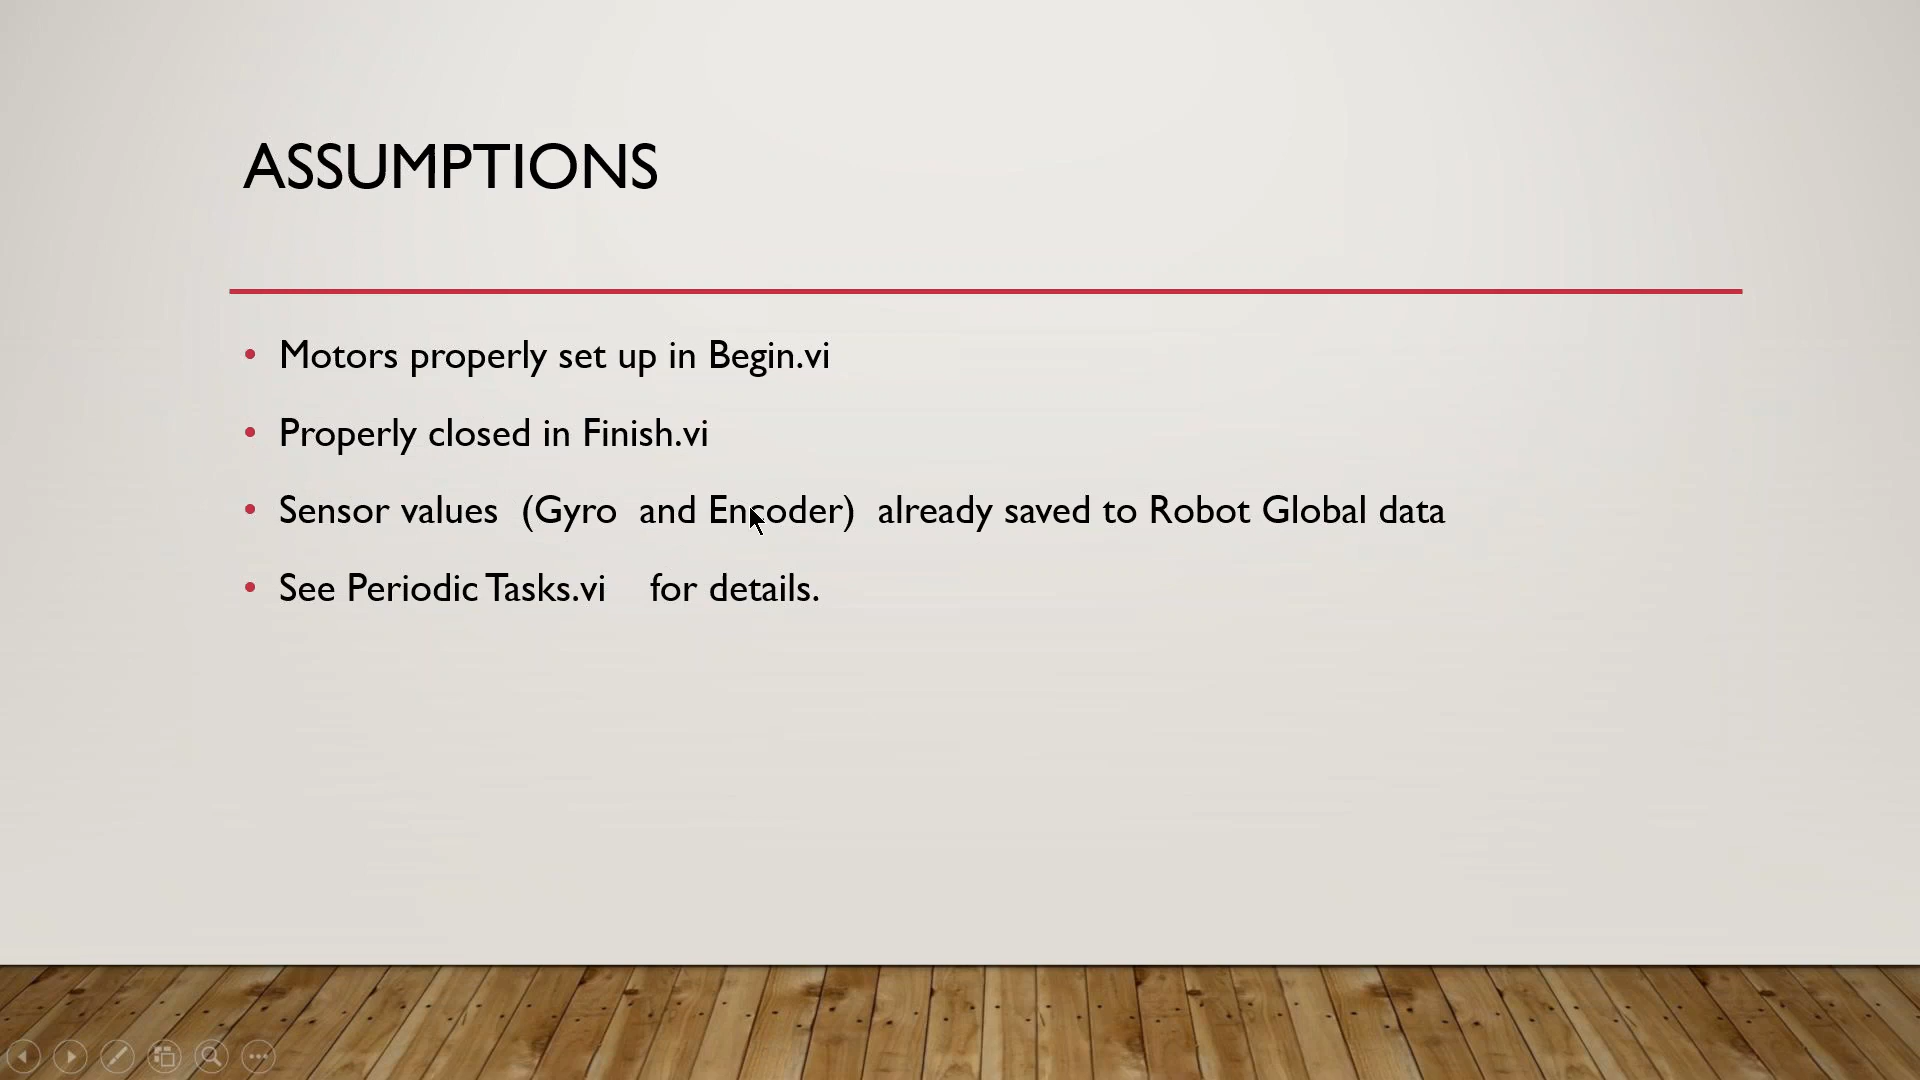 ASSUMPTIONS
• Motors properly set up in Begin.vi
• Properly closed in Finish.vi
• Sensor values  (Gyro  and Encoder)  already saved to Robot Global data
• See Periodic Tasks.vi    for details.